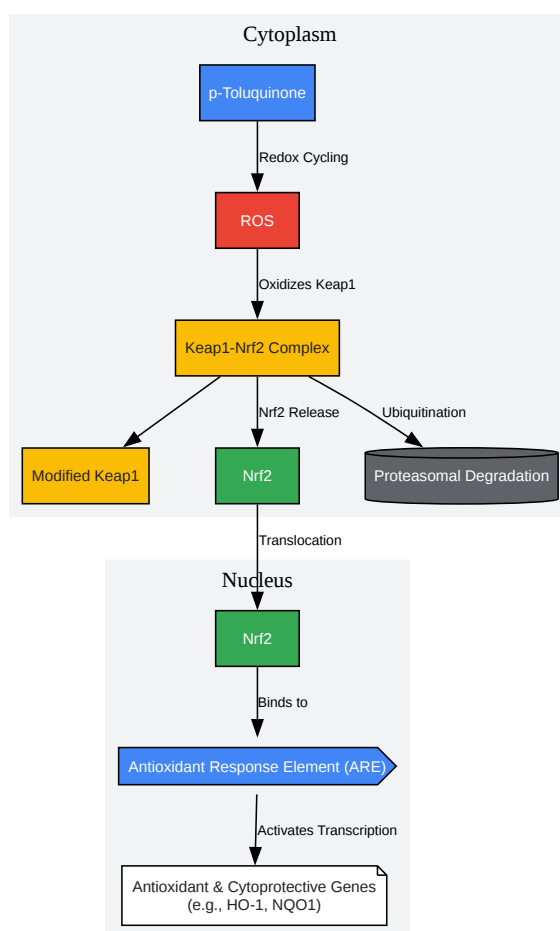 Cytoplasm
p-Toluquinone
Redox Cycling
ROS
Oxidizes Keap1
Keap1-Nrf2 Complex
Nrf2 Release
Ubiquitination
Modified Keap1
Nrf2
Proteasomal Degradation
Translocation
Nucleus
Nrf2
Binds to
Antioxidant Response Element (ARE)
Activates Transcription
Antioxidant & Cytoprotective Genes
(e.g., HO-1, NQO1)